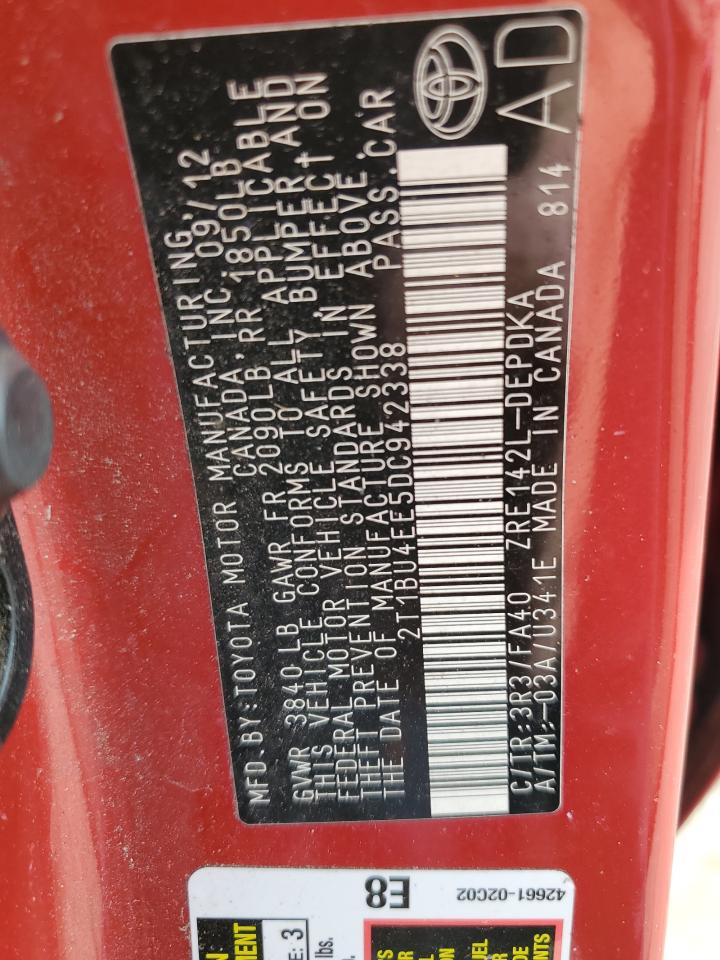 MFD.BY:TOYOTA MOTOR MANUFACTURING,
CANADA, INC. 09/12
GVWR 3840LB GAWR FR 2090LB, RR 1850LB
THIS VEHICLE CONFORMS TO ALL APPLICABLE
FEDERAL MOTOR VEHICLE SAFETY, BUMPER, AND
THEFT PREVENTION STANDARDS IN EFFECT ON
THE DATE OF MANUFACTURE SHOWN ABOVE.
2T1BU4EE5DC942338 PASS.CAR
C/TR:3R3/FA40 ZRE142L-DEPDKA
A/TM:-03A/U341E MADE IN CANADA 814
AD
E8
42661-02C02